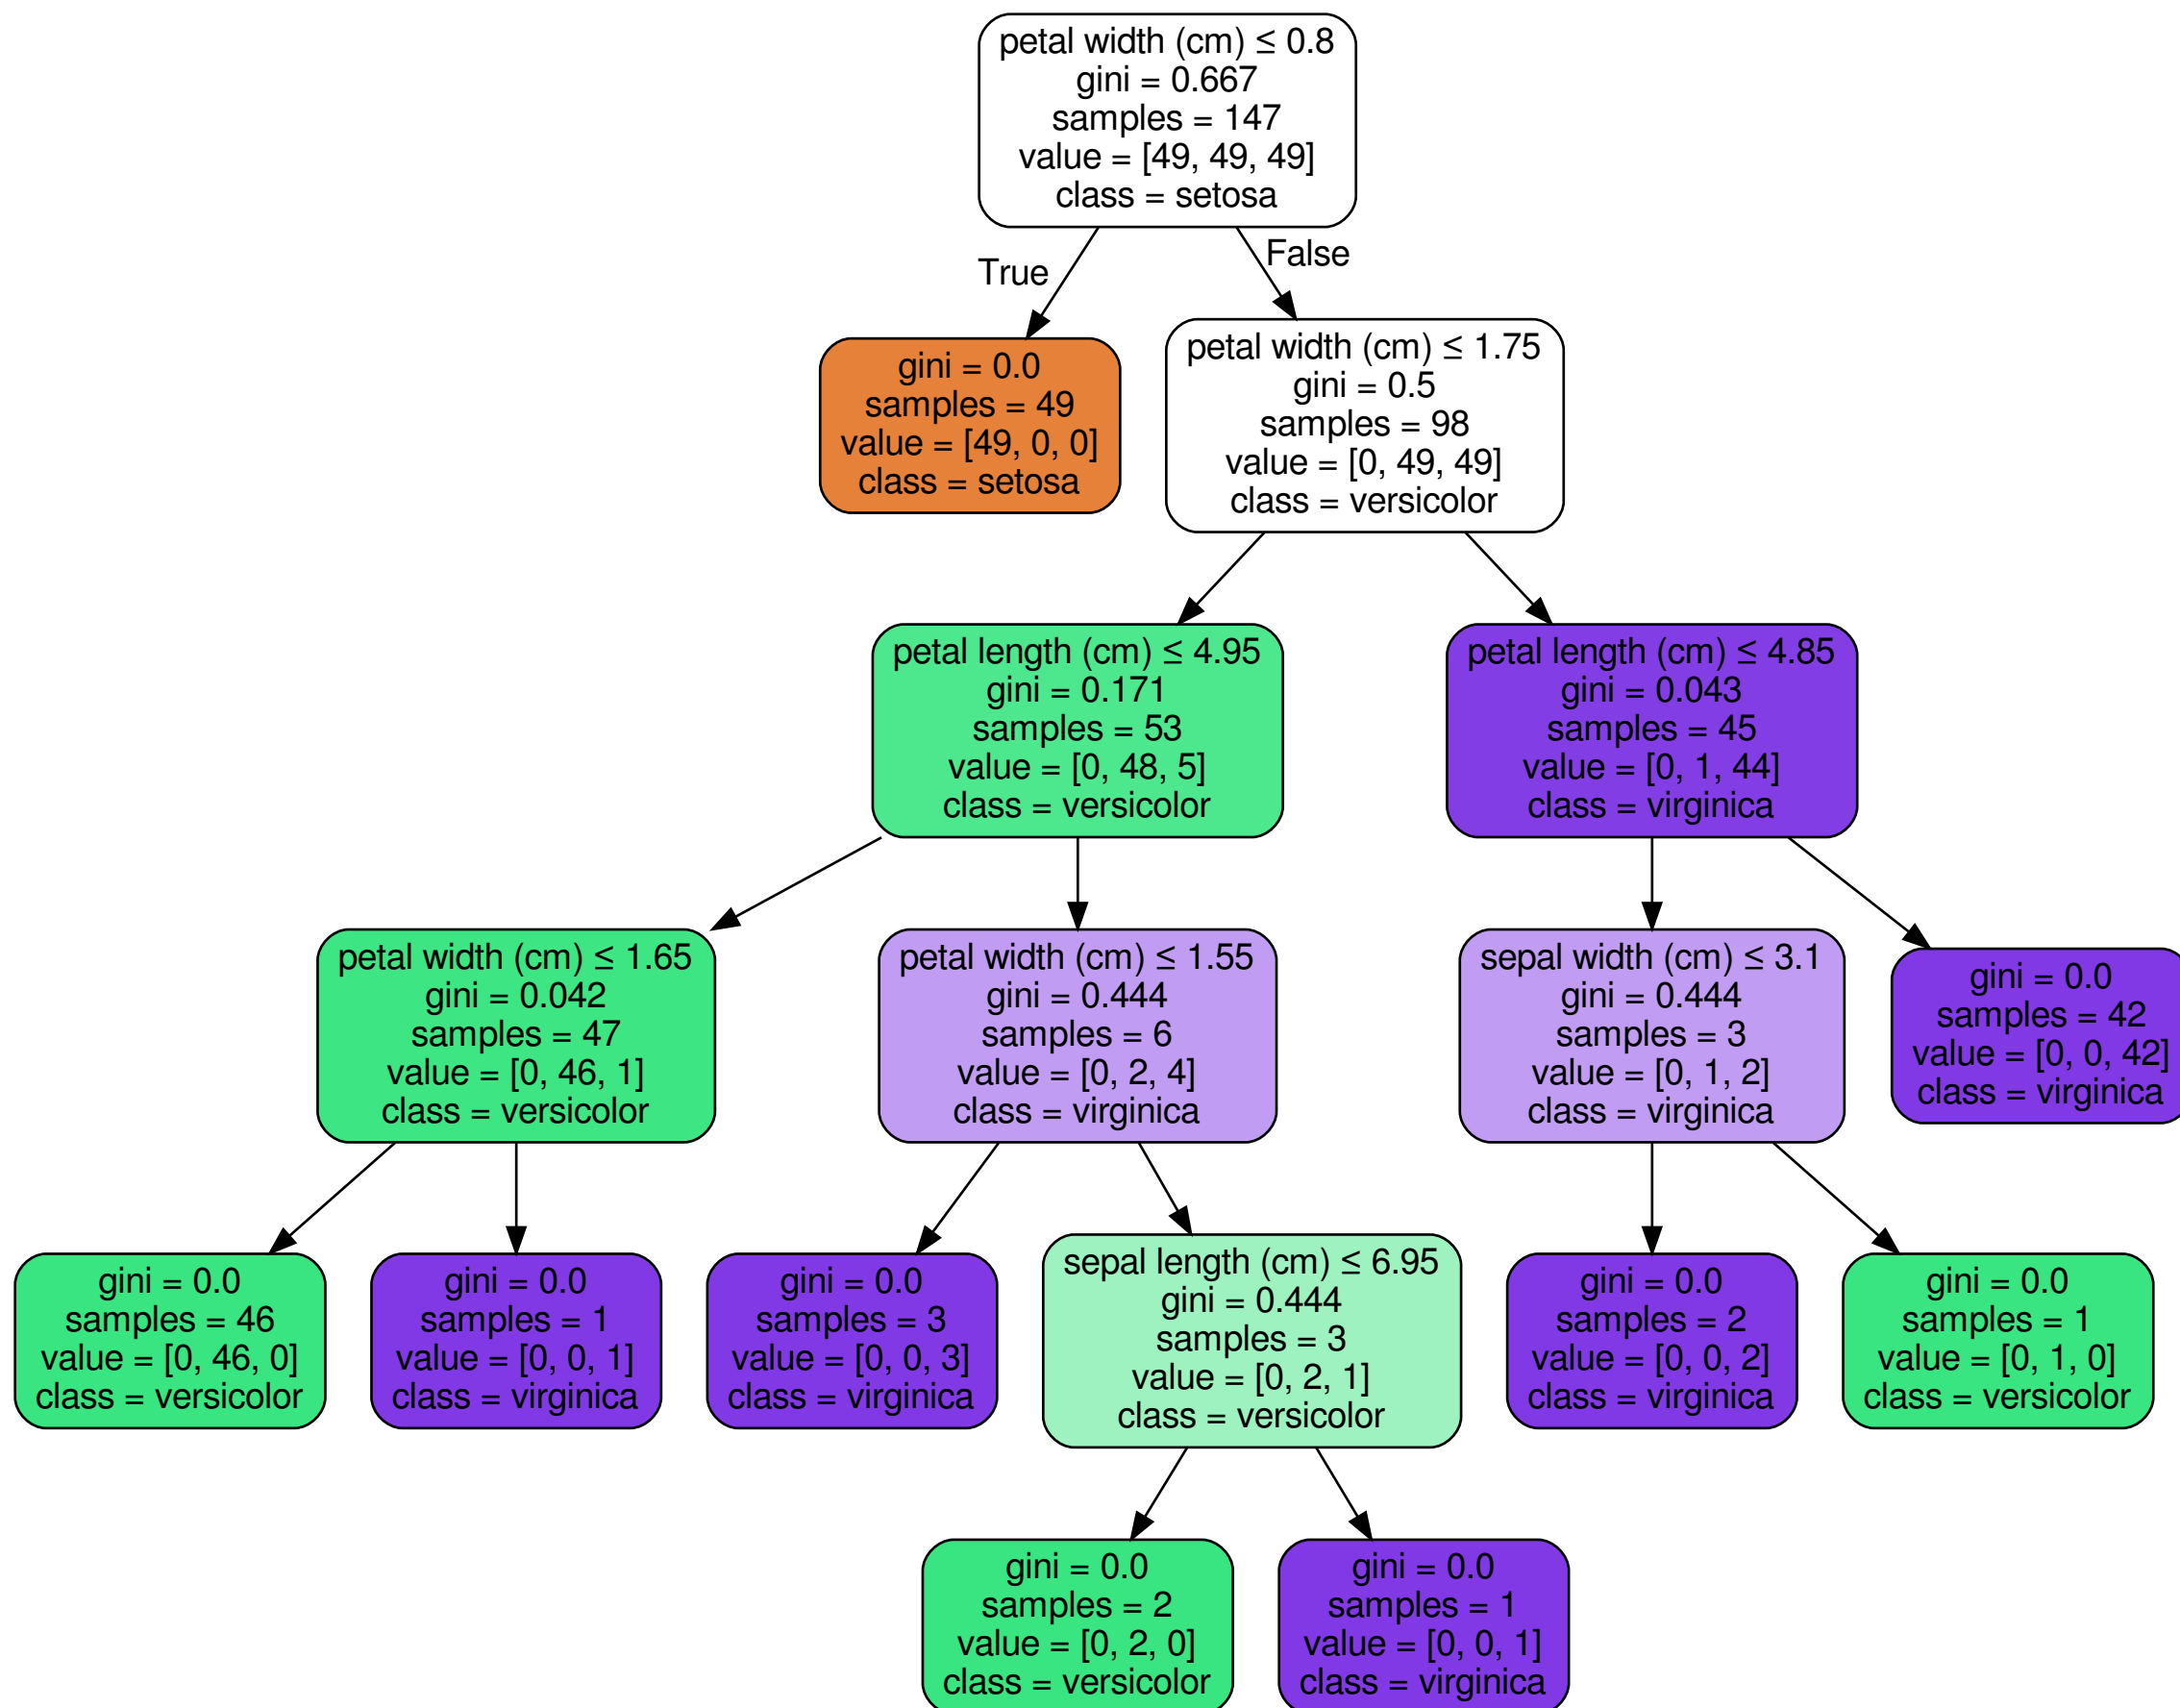 petal width (cm) ≤ 0.8
gini = 0.667
samples = 147
value = [49, 49, 49]
class = setosa
True
False
gini = 0.0
samples = 49
value = [49, 0, 0]
class = setosa
petal width (cm) ≤ 1.75
gini = 0.5
samples = 98
value = [0, 49, 49]
class = versicolor
petal length (cm) ≤ 4.95
gini = 0.171
samples = 53
value = [0, 48, 5]
class = versicolor
petal length (cm) ≤ 4.85
gini = 0.043
samples = 45
value = [0, 1, 44]
class = virginica
petal width (cm) ≤ 1.65
gini = 0.042
samples = 47
value = [0, 46, 1]
class = versicolor
petal width (cm) ≤ 1.55
gini = 0.444
samples = 6
value = [0, 2, 4]
class = virginica
sepal width (cm) ≤ 3.1
gini = 0.444
samples = 3
value = [0, 1, 2]
class = virginica
gini = 0.0
samples = 42
value = [0, 0, 42]
class = virginica
gini = 0.0
samples = 46
value = [0, 46, 0]
class = versicolor
gini = 0.0
samples = 1
value = [0, 0, 1]
class = virginica
gini = 0.0
samples = 3
value = [0, 0, 3]
class = virginica
sepal length (cm) ≤ 6.95
gini = 0.444
samples = 3
value = [0, 2, 1]
class = versicolor
gini = 0.0
samples = 2
value = [0, 0, 2]
class = virginica
gini = 0.0
samples = 1
value = [0, 1, 0]
class = versicolor
gini = 0.0
samples = 2
value = [0, 2, 0]
class = versicolor
gini = 0.0
samples = 1
value = [0, 0, 1]
class = virginica